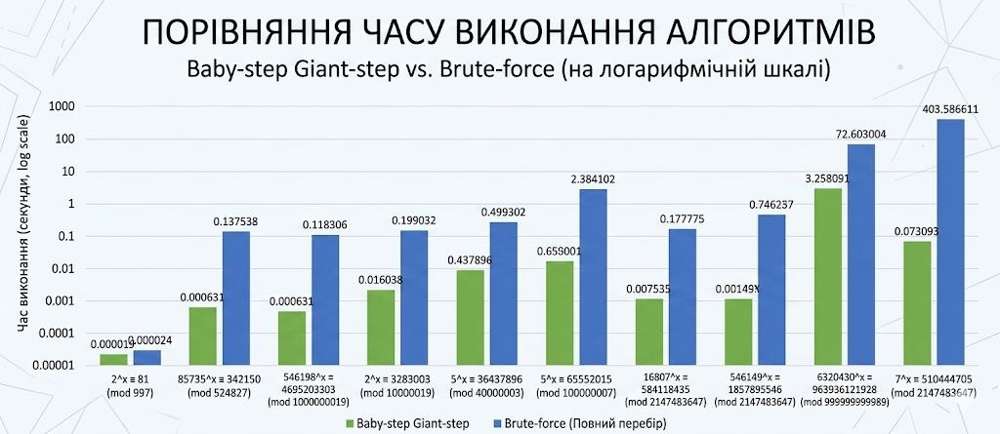 ПОРІВНЯННЯ ЧАСУ ВИКОНАННЯ АЛГОРИТМІВ
Baby-step Giant-step vs. Brute-force (на логарифмічній шкалі)
Час виконання (секунди, log scale)
1000
100
10
1
0.1
0.01
0.001
0.0001
0.00001
0.000019 0.000024
0.000631 0.137538
0.000631 0.118306
0.016038 0.199032
0.437896 0.499302
0.658001 2.384102
0.007535 0.177775
0.746237
3.258091 72.603004
0.073093 403.586611
2^x ≡ 81
(mod 997)
85735^x ≡ 342150
(mod 524827)
546198^x ≡
4695203303
(mod 1000000019)
2^x ≡ 3283003
(mod 10000019)
5^x ≡ 36437896
(mod 40000003)
5^x ≡ 65552015
(mod 100000007)
16807^x ≡
584118435
(mod 2147483647)
546149^x ≡
1857895546
(mod 2147483647)
6320430^x ≡
963936121928
(mod 999999999989)
7^x ≡ 510444705
(mod 2147483647)
Baby-step Giant-step
Brute-force (Повний перебір)